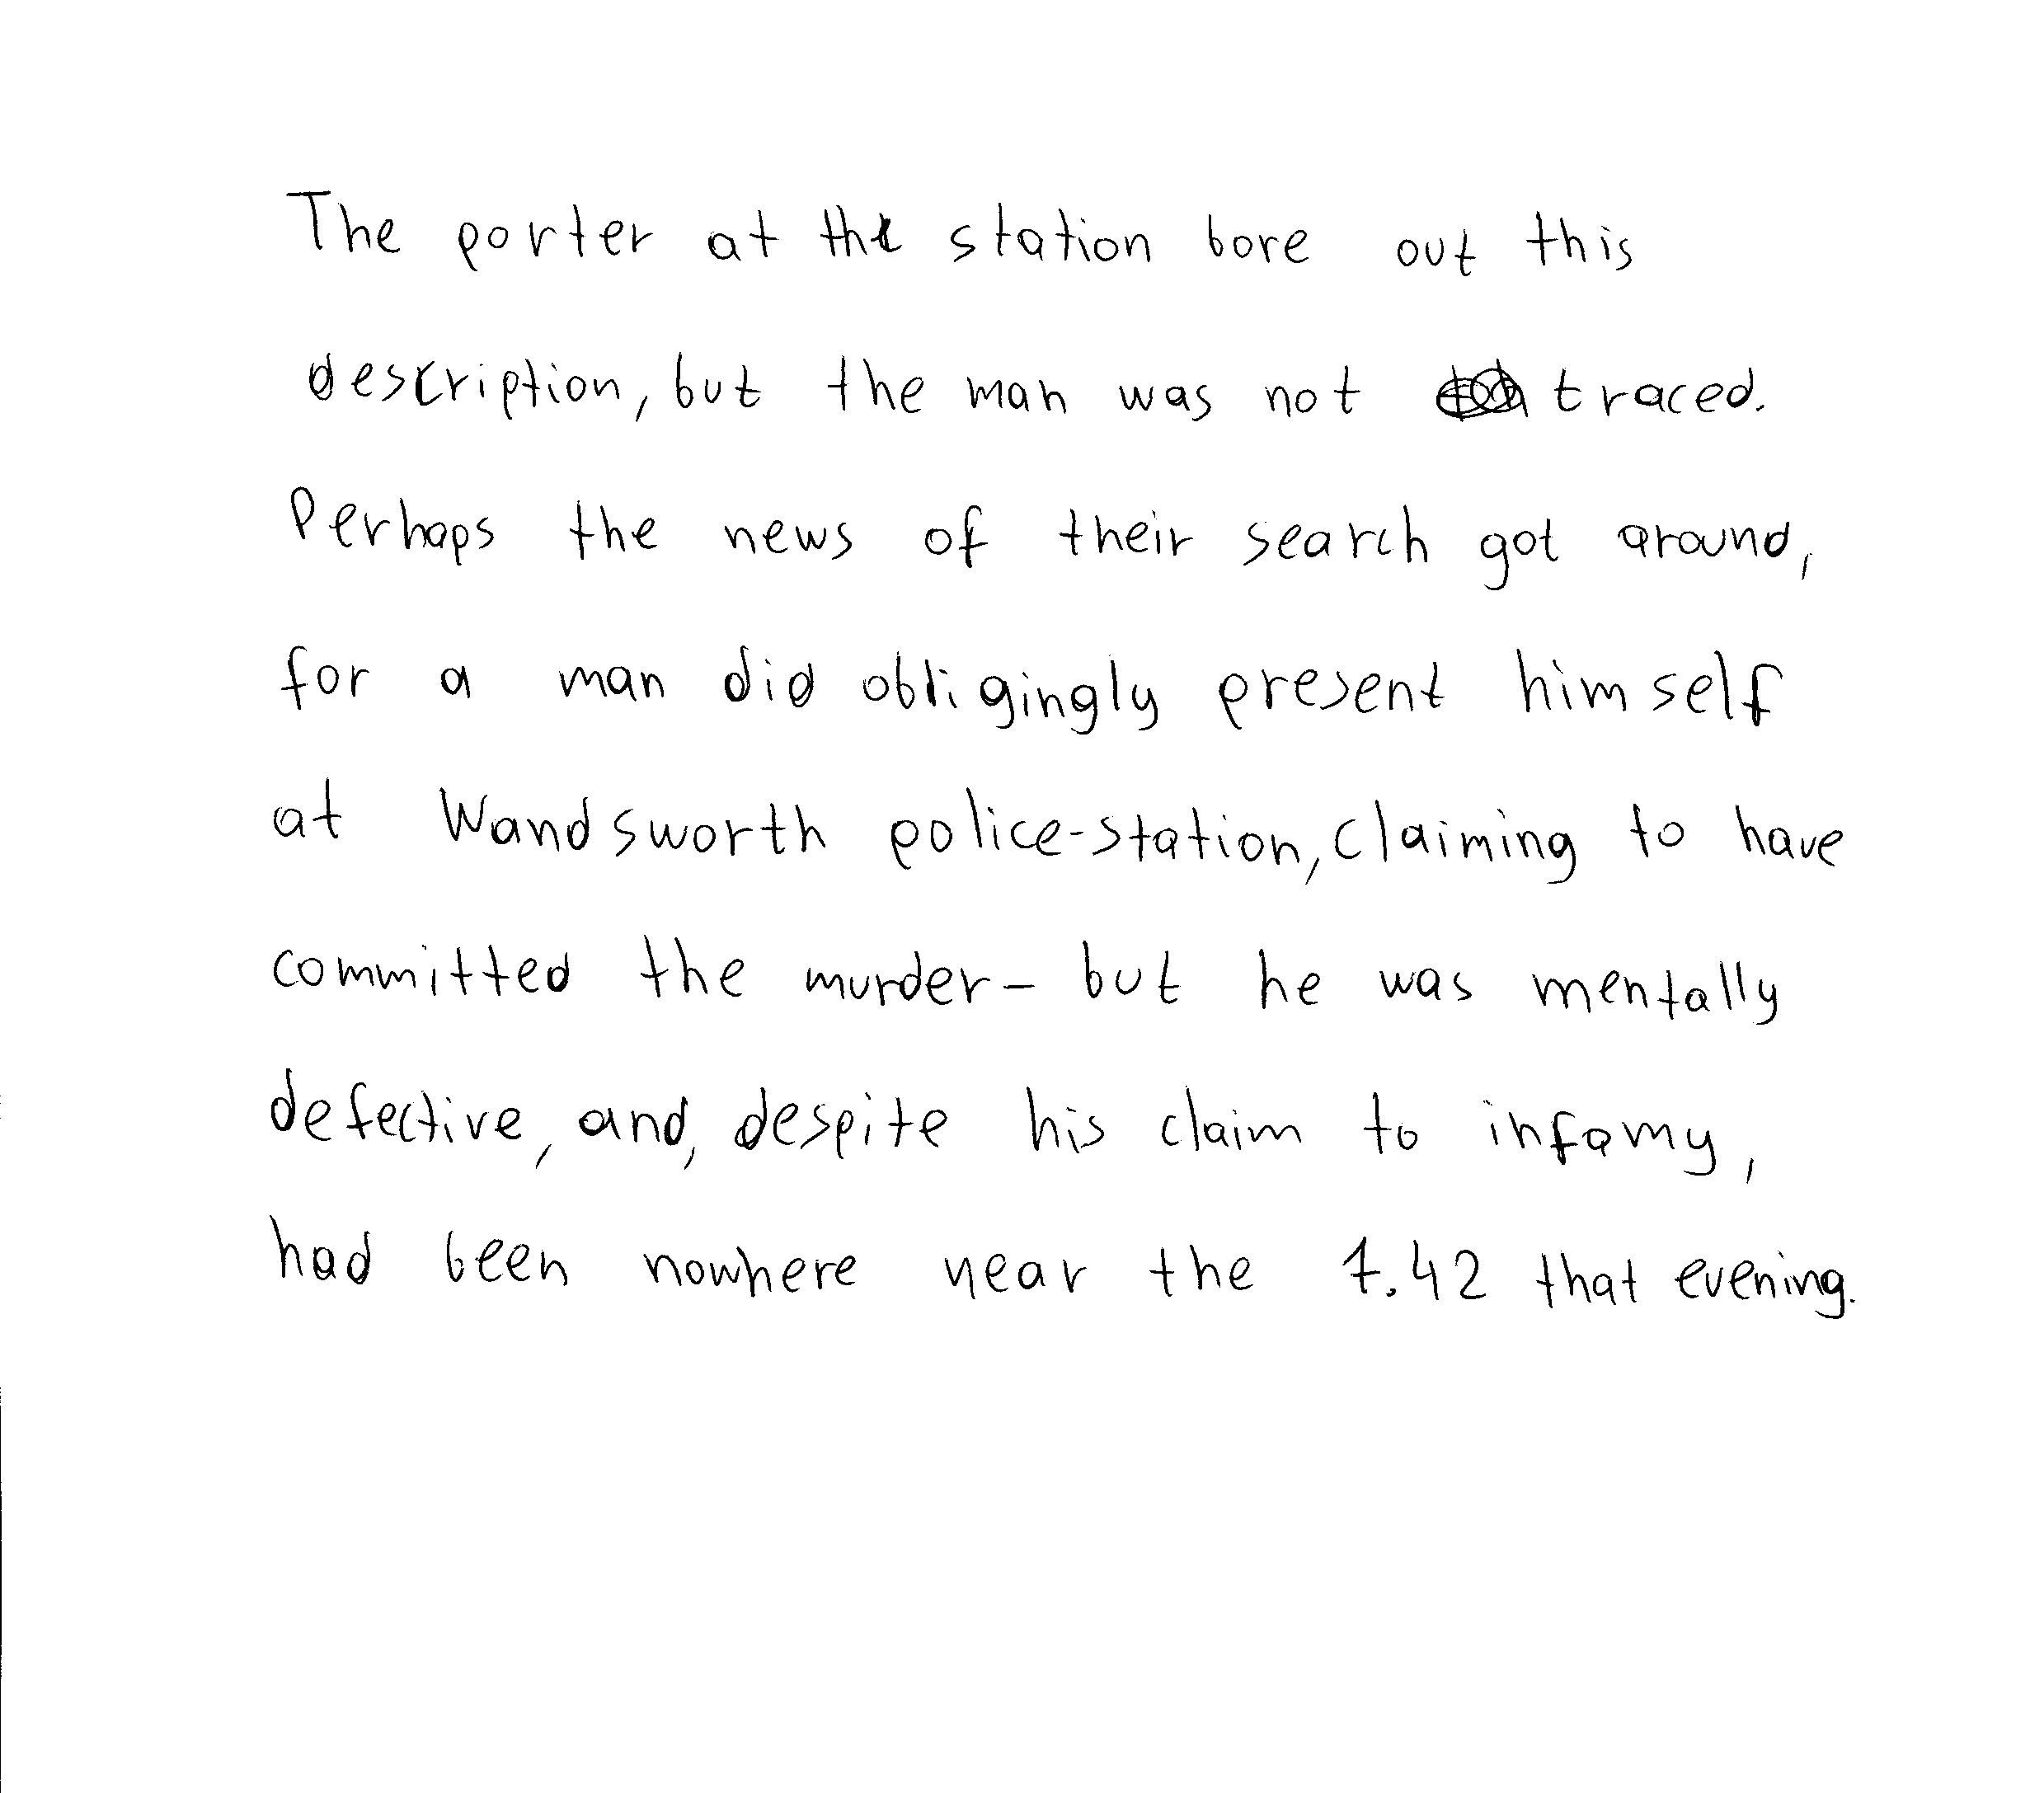 The porter at the station bore out this
description, but the man was not traced.
Perhaps the news of their search got around,
for a man did obligingly present himself
at Wandsworth police-station, claiming to have
committed the murder - but he was mentally
defective, and, despite his claim to infamy,
had been nowhere near the 7.42 that evening.